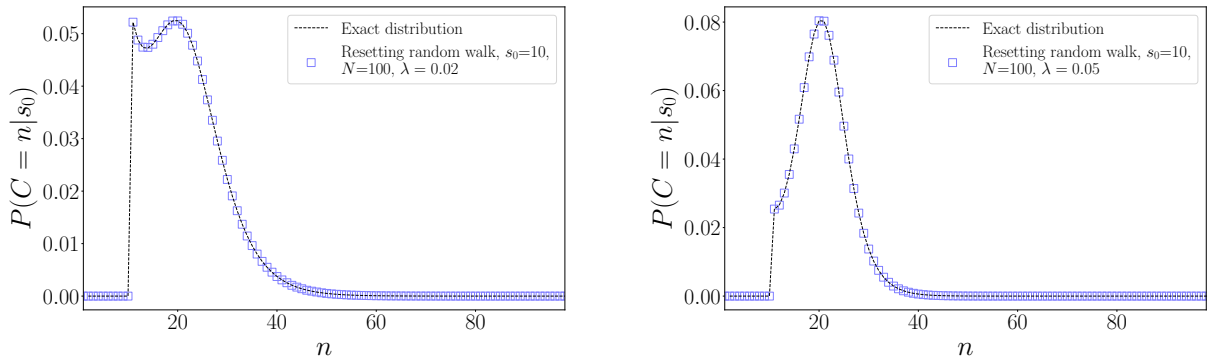 0.05
0.04
0.03
0.02
0.01
0.00
P(C = n|s₀)
20
40
60
80
n
Exact distribution
Resetting random walk, s₀=10,
N=100, λ = 0.02
0.08
0.06
0.04
0.02
0.00
P(C = n|s₀)
20
40
60
80
n
Exact distribution
Resetting random walk, s₀=10,
N=100, λ = 0.05